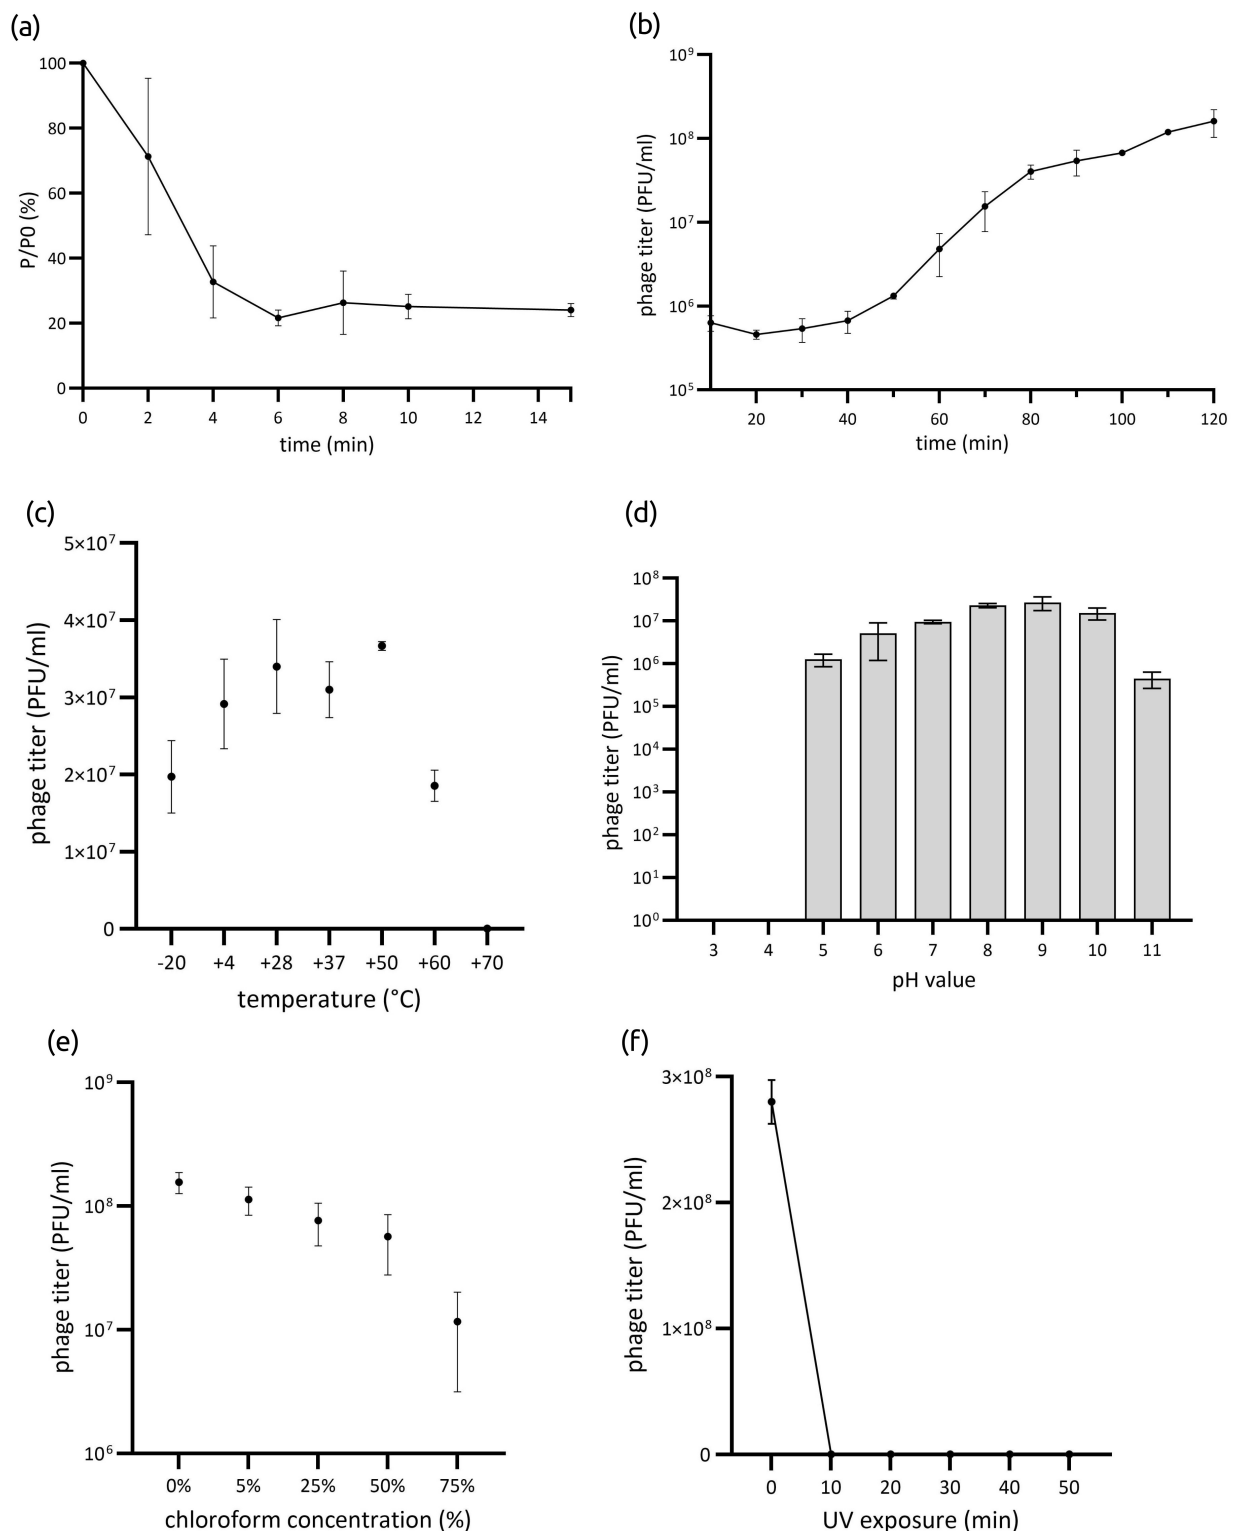 (a)
100
80
60
40
20
0
P/P0 (%)
0 2 4 6 8 10 12 14
time (min)
(b)
10⁹
10⁸
10⁷
10⁶
10⁵
phage titer (PFU/ml)
20 40 60 80 100 120
time (min)
(c)
5×10⁷
4×10⁷
3×10⁷
2×10⁷
1×10⁷
0
phage titer (PFU/ml)
-20 +4 +28 +37 +50 +60 +70
temperature (°C)
(d)
10⁸
10⁷
10⁶
10⁵
10⁴
10³
10²
10¹
10⁰
phage titer (PFU/ml)
3 4 5 6 7 8 9 10 11
pH value
(e)
10⁹
10⁸
10⁷
10⁶
phage titer (PFU/ml)
0% 5% 25% 50% 75%
chloroform concentration (%)
(f)
3×10⁸
2×10⁸
1×10⁸
0
phage titer (PFU/ml)
0 10 20 30 40 50
UV exposure (min)